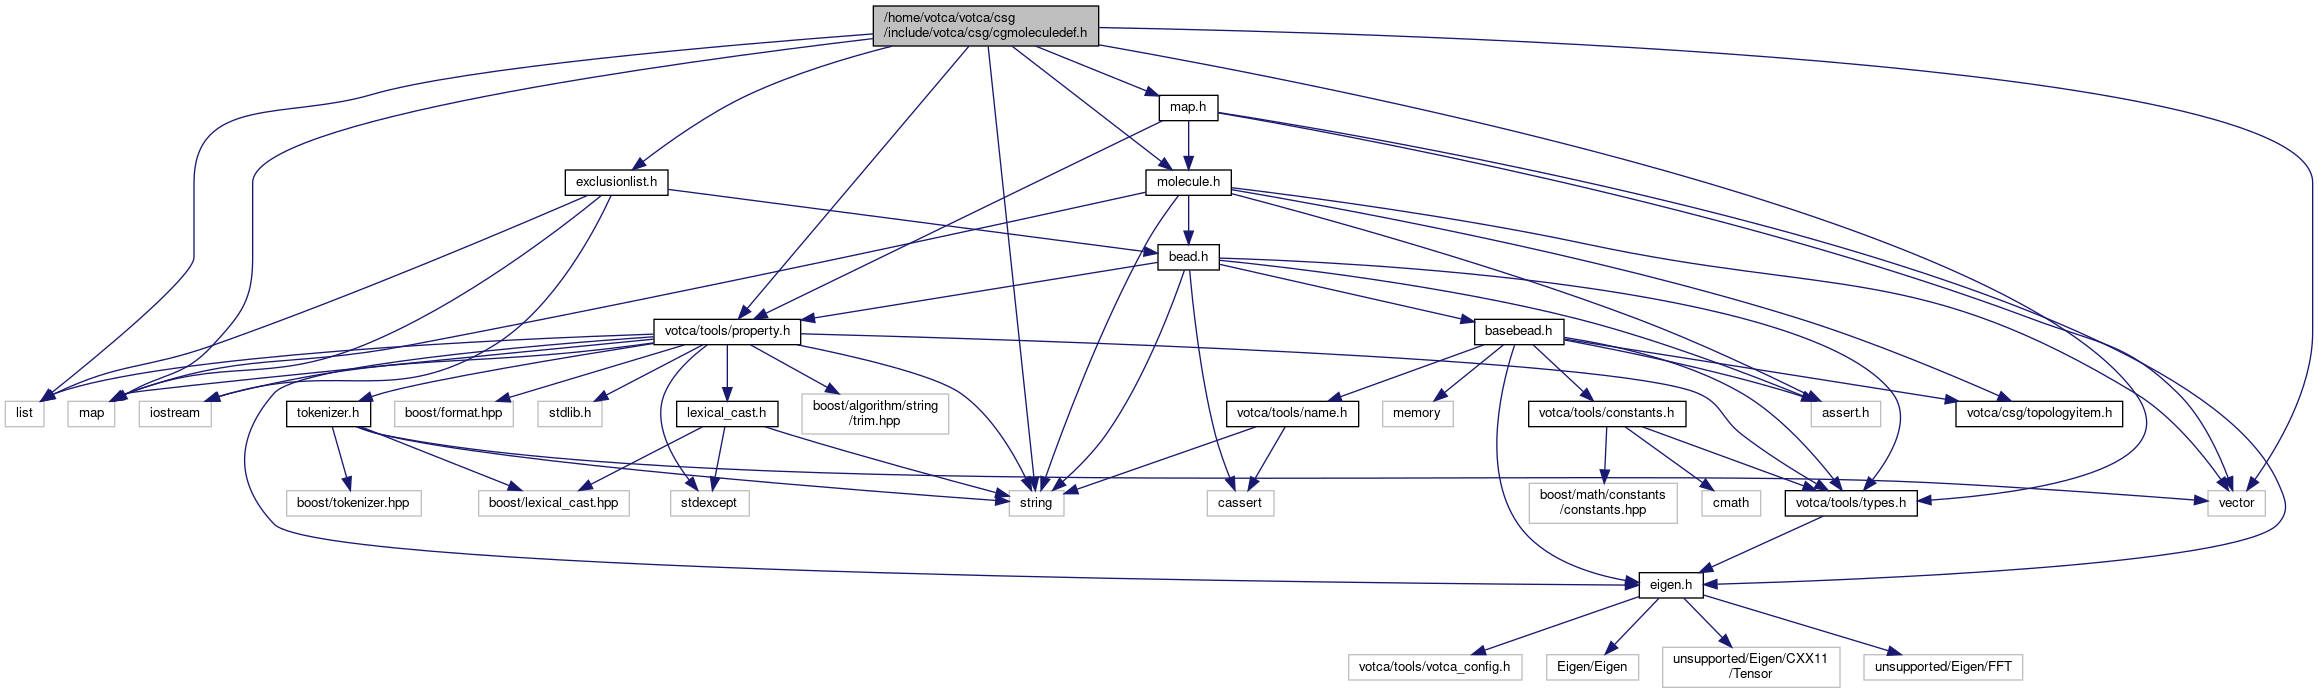 /home/votca/votca/csg
/include/votca/csg/cgmoleculedef.h
map.h
exclusionlist.h
molecule.h
bead.h
votca/tools/property.h
basebead.h
list
map
iostream
tokenizer.h
boost/format.hpp
stdlib.h
lexical_cast.h
boost/algorithm/string
/trim.hpp
votca/tools/name.h
memory
votca/tools/constants.h
assert.h
votca/csg/topologyitem.h
boost/tokenizer.hpp
boost/lexical_cast.hpp
stdexcept
string
cassert
boost/math/constants
/constants.hpp
cmath
votca/tools/types.h
vector
eigen.h
votca/tools/votca_config.h
Eigen/Eigen
unsupported/Eigen/CXX11
/Tensor
unsupported/Eigen/FFT